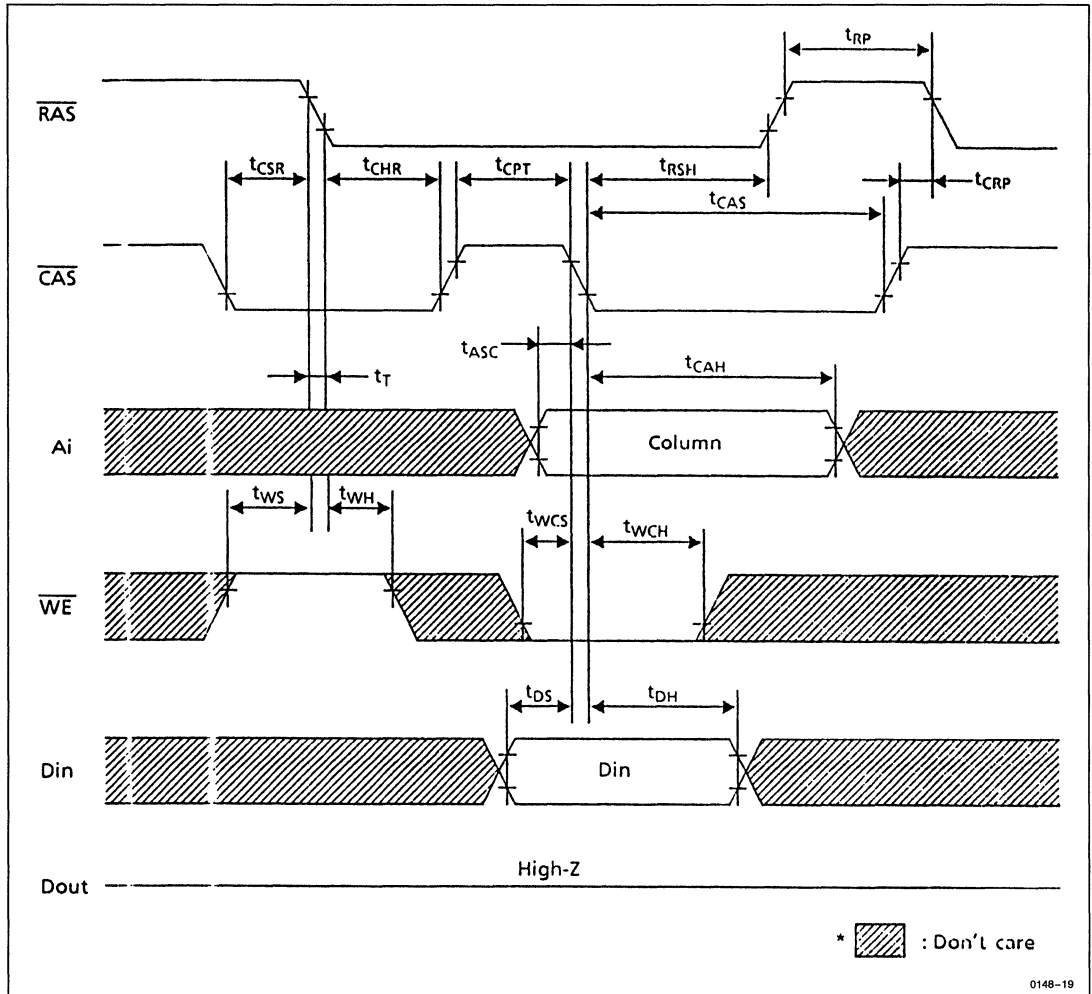 tRP
RAS
tCSR
tCHR
tCPT
tRSH
tCRP
tCAS
CAS
tASC
tCAH
tT
Ai
Column
tWS
tWH
tWCS
tWCH
WE
tDS
tDH
Din
Din
High-Z
Dout
* : Don't care
0148-19